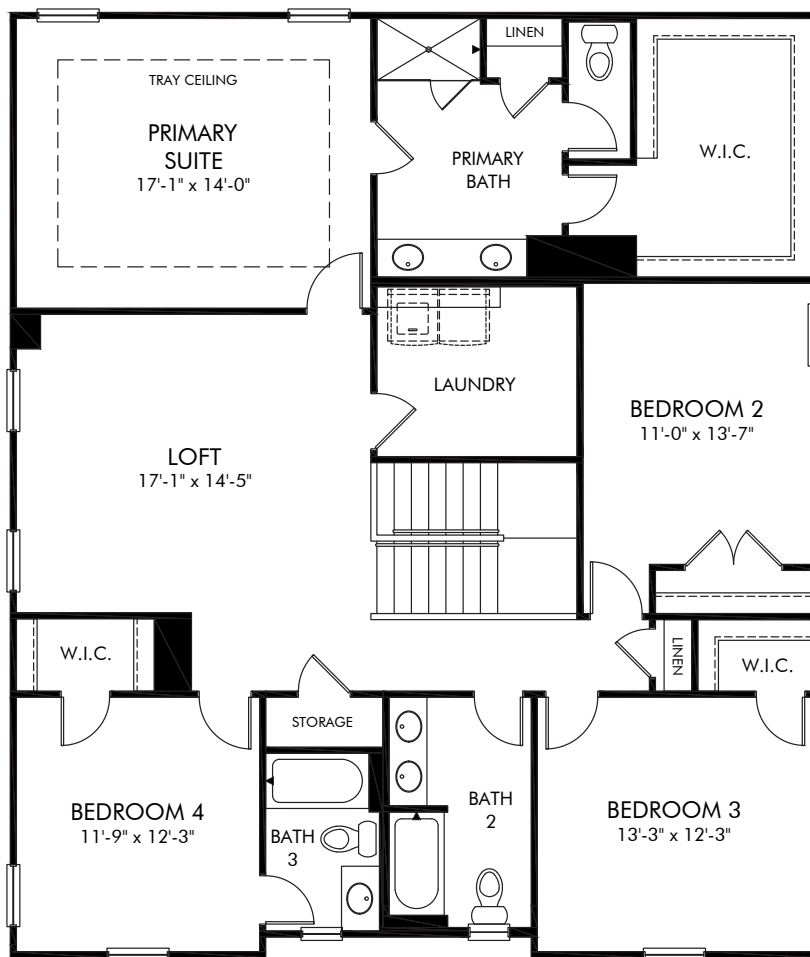 LINEN
TRAY CEILING
PRIMARY
SUITE
17'-1" x 14'-0"
PRIMARY
BATH
W.I.C.
LAUNDRY
BEDROOM 2
11'-0" x 13'-7"
LOFT
17'-1" x 14'-5"
W.I.C.
LINEN
W.I.C.
STORAGE
BEDROOM 4
11'-9" x 12'-3"
BATH
3
BATH
2
BEDROOM 3
13'-3" x 12'-3"